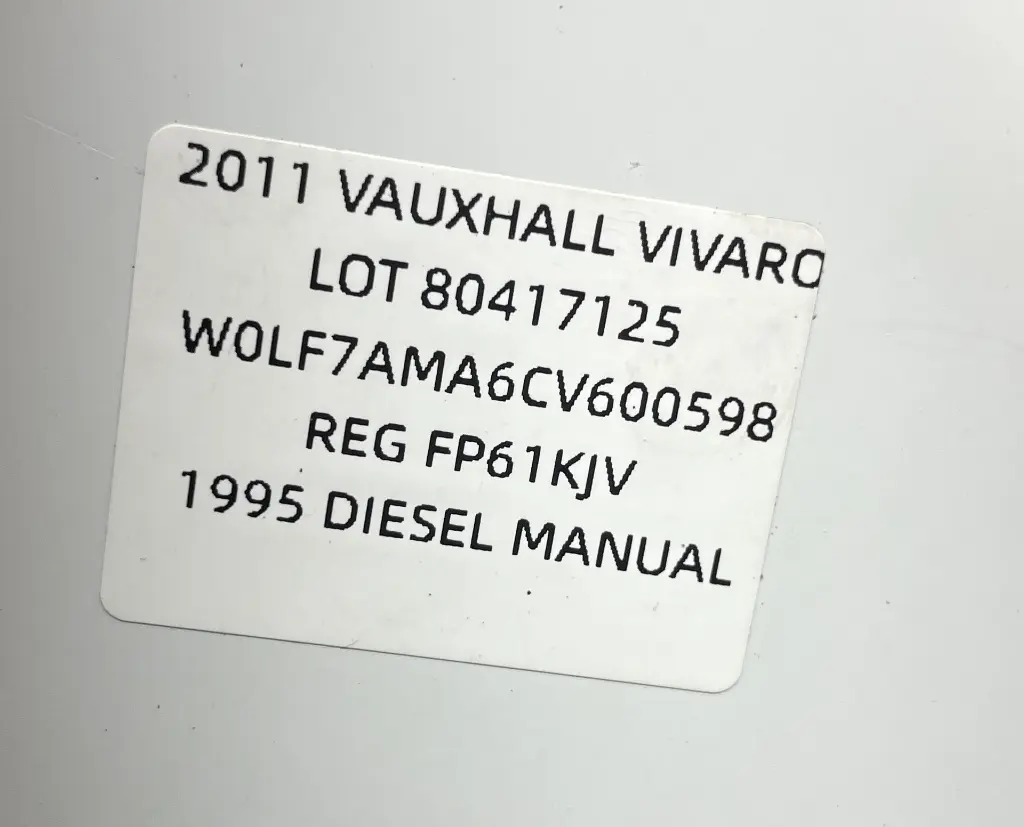 2011 VAUXHALL VIVARO
LOT 80417125
W0LF7AMA6CV600598
REG FP61KJV
1995 DIESEL MANUAL